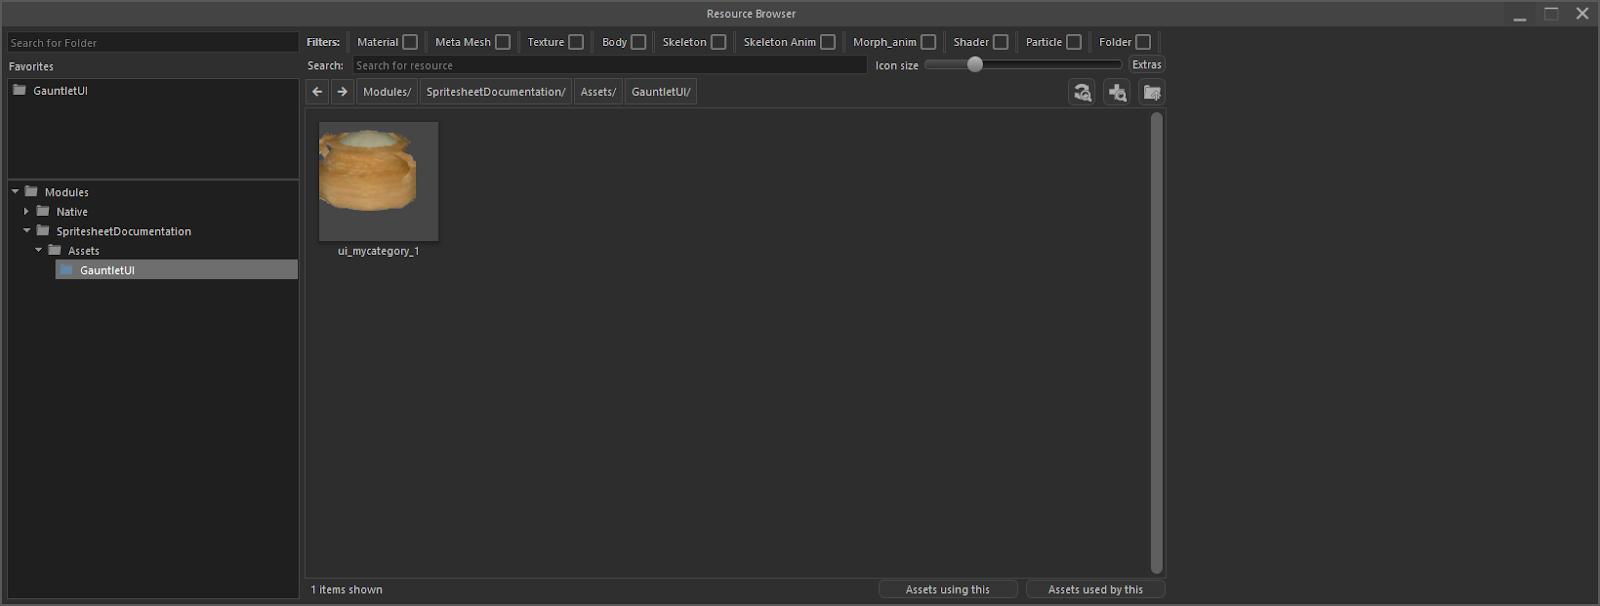 Resource Browser
Search for Folder
Favorites
GauntletUI
Modules
Native
SpritesheetDocumentation
Assets
GauntletUI
Filters: Material Meta Mesh Texture Body Skeleton Skeleton Anim Morph_anim Shader Particle Folder
Search: Search for resource Icon size Extras
Modules/ SpritesheetDocumentation/ Assets/ GauntletUI/
ui_mycategory_1
1 items shown Assets using this Assets used by this